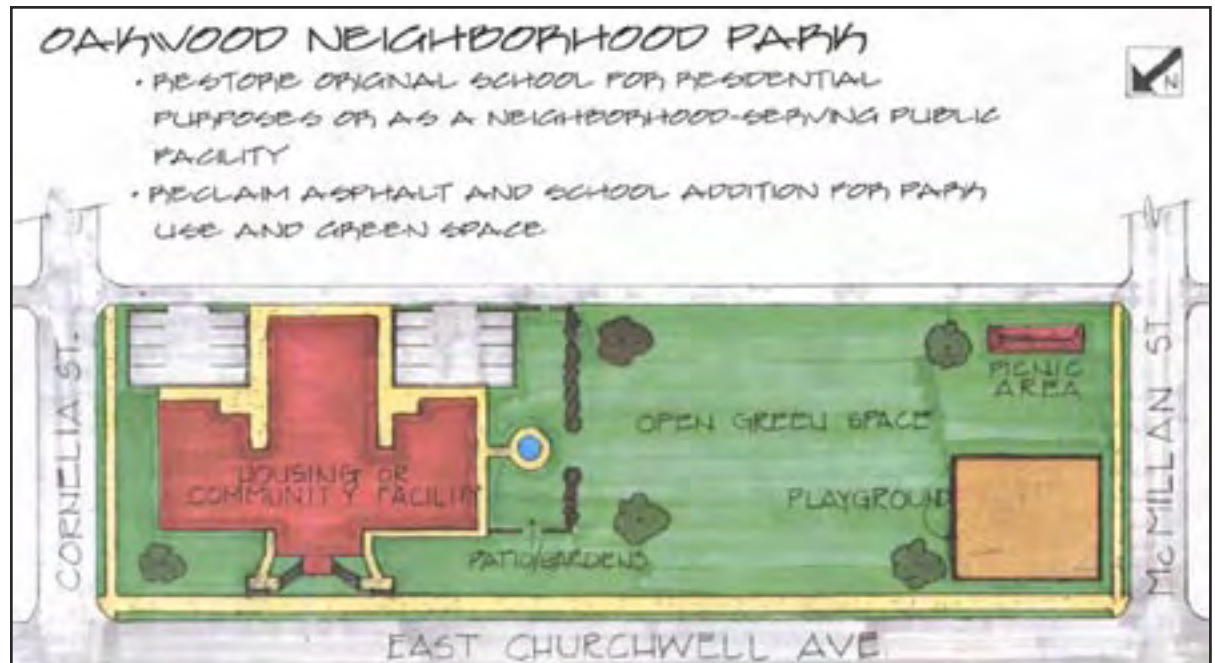 OAKWOOD NEIGHBORHOOD PARK
• RESTORE ORIGINAL SCHOOL FOR RESIDENTIAL
PURPOSES OR AS A NEIGHBORHOOD-SERVING PUBLIC
FACILITY
• RECLAIM ASPHALT AND SCHOOL ADDITION FOR PARK
USE AND GREEN SPACE
N
CORNELIA ST.
HOUSING OR
COMMUNITY FACILITY
PATIO/GARDENS
OPEN GREEN SPACE
PICNIC
AREA
PLAYGROUND
McMILLAN ST
EAST CHURCHWELL AVE